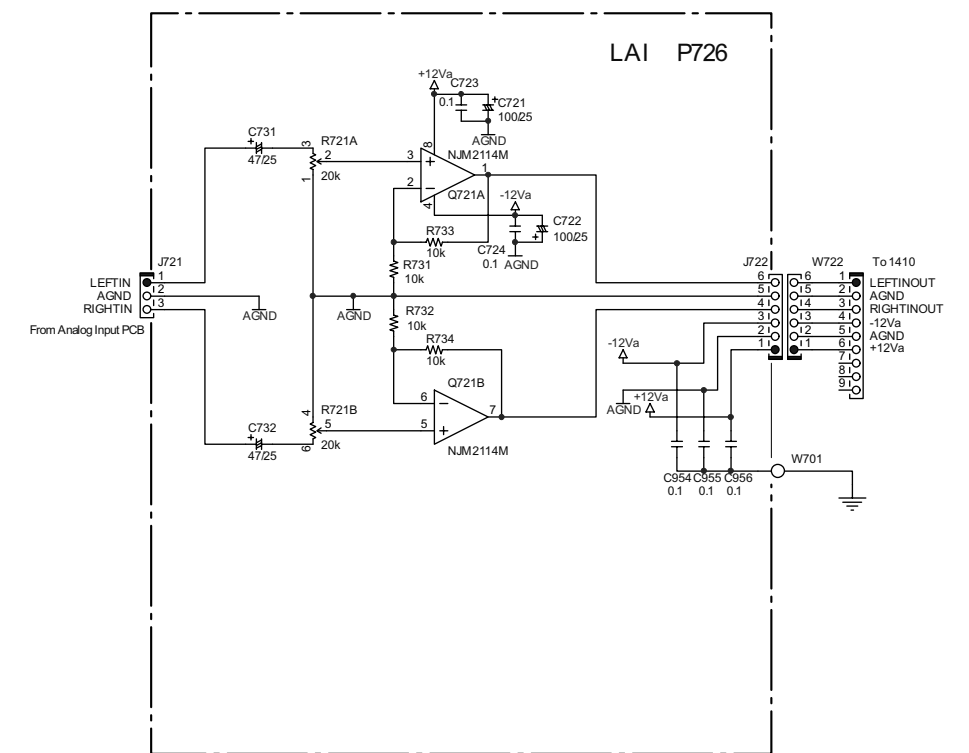 LAI P726
+12Va
C723
0.1
C721
100/25
AGND
C731
47/25
3
R721A
2
1
20k
8
3
NJM2114M
1
2
Q721A
4
-12Va
C722
100/25
C724
0.1
AGND
R733
10k
R731
10k
J721
LEFTIN
1
AGND
2
RIGHTIN
3
From Analog Input PCB
AGND
AGND
R732
10k
R734
10k
Q721B
6
7
5
NJM2114M
4
R721B
5
6
20k
C732
47/25
J722
W722
To 1410
6
6
1
LEFTINOUT
5
5
2
AGND
4
4
3
RIGHTINOUT
3
3
4
-12Va
2
2
5
AGND
1
1
6
+12Va
7
8
9
-12Va
AGND
+12Va
C954
0.1
C955
0.1
C956
0.1
W701